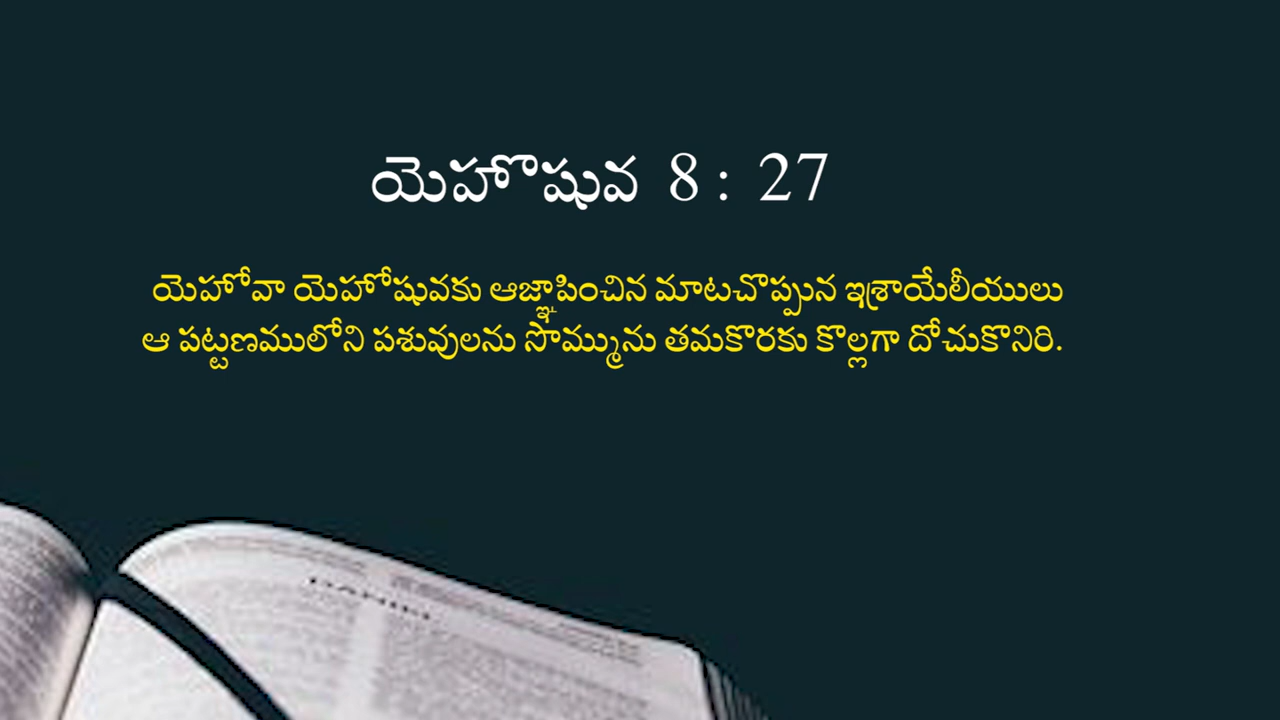 యెహొషువ 8: 27
యెహోవా యెహోషువకు ఆజ్ఞాపించిన మాటచొప్పున ఇశ్రాయేలీయులు
ఆ పట్టణములోని పశువులను సొమ్మును తమకొరకు కొల్లగా దోచుకొనిరి.